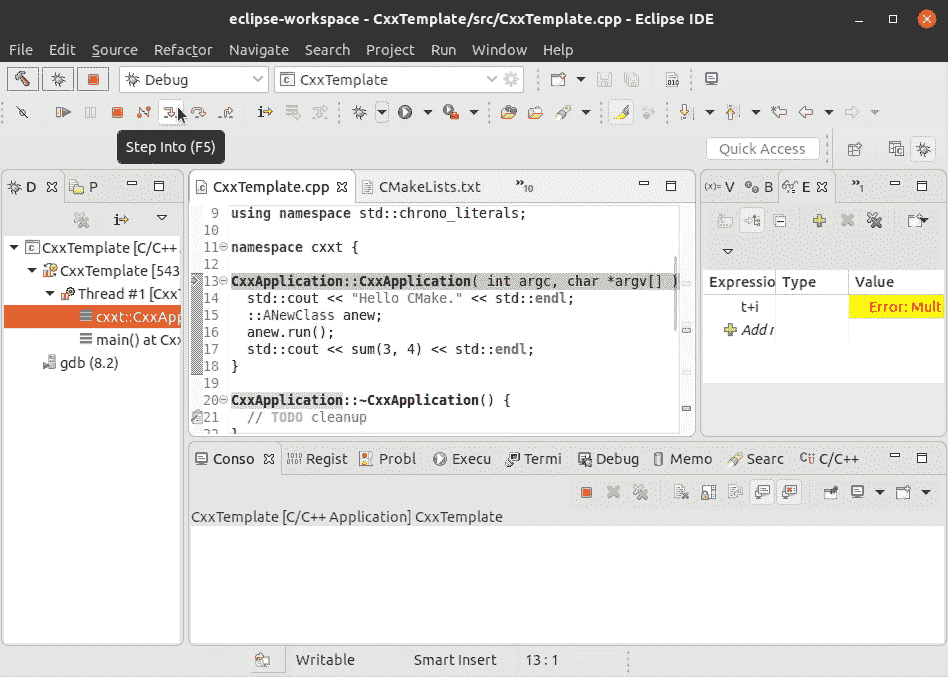 eclipse-workspace - CxxTemplate/src/CxxTemplate.cpp - Eclipse IDE
File Edit Source Refactor Navigate Search Project Run Window Help
Debug CxxTemplate
Step Into (F5)
Quick Access
D P
CxxTemplate.cpp CMakeLists.txt »10
(x)= V B E »1
CxxTemplate [C/C++
CxxTemplate [543
Thread #1 [Cxx
cxxt::CxxAp
main() at Cxx
gdb (8.2)
9 using namespace std::chrono_literals;
10
11 namespace cxxt {
12
13 CxxApplication::CxxApplication( int argc, char *argv[] )
14 std::cout << "Hello CMake." << std::endl;
15 ::ANewClass anew;
16 anew.run();
17 std::cout << sum(3, 4) << std::endl;
18 }
19
20 CxxApplication::~CxxApplication() {
21 // TODO cleanup
22 }
Expressio Type Value
t+i Error: Mult
Add r
Conso Regist Probl Execu Termi Debug Memo Searc C/C++
CxxTemplate [C/C++ Application] CxxTemplate
Writable Smart Insert 13 : 1